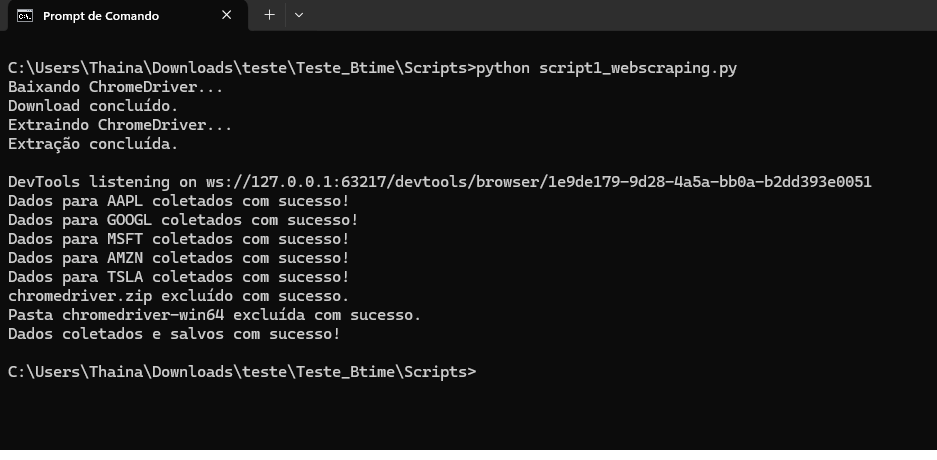 Prompt de Comando
C:\Users\Thaina\Downloads\teste\Teste_Btime\Scripts>python script1_webscraping.py
Baixando ChromeDriver...
Download concluído.
Extraindo ChromeDriver...
Extração concluída.
DevTools listening on ws://127.0.0.1:63217/devtools/browser/1e9de179-9d28-4a5a-bb0a-b2dd393e0051
Dados para AAPL coletados com sucesso!
Dados para GOOGL coletados com sucesso!
Dados para MSFT coletados com sucesso!
Dados para AMZN coletados com sucesso!
Dados para TSLA coletados com sucesso!
chromedriver.zip excluído com sucesso.
Pasta chromedriver-win64 excluída com sucesso.
Dados coletados e salvos com sucesso!
C:\Users\Thaina\Downloads\teste\Teste_Btime\Scripts>